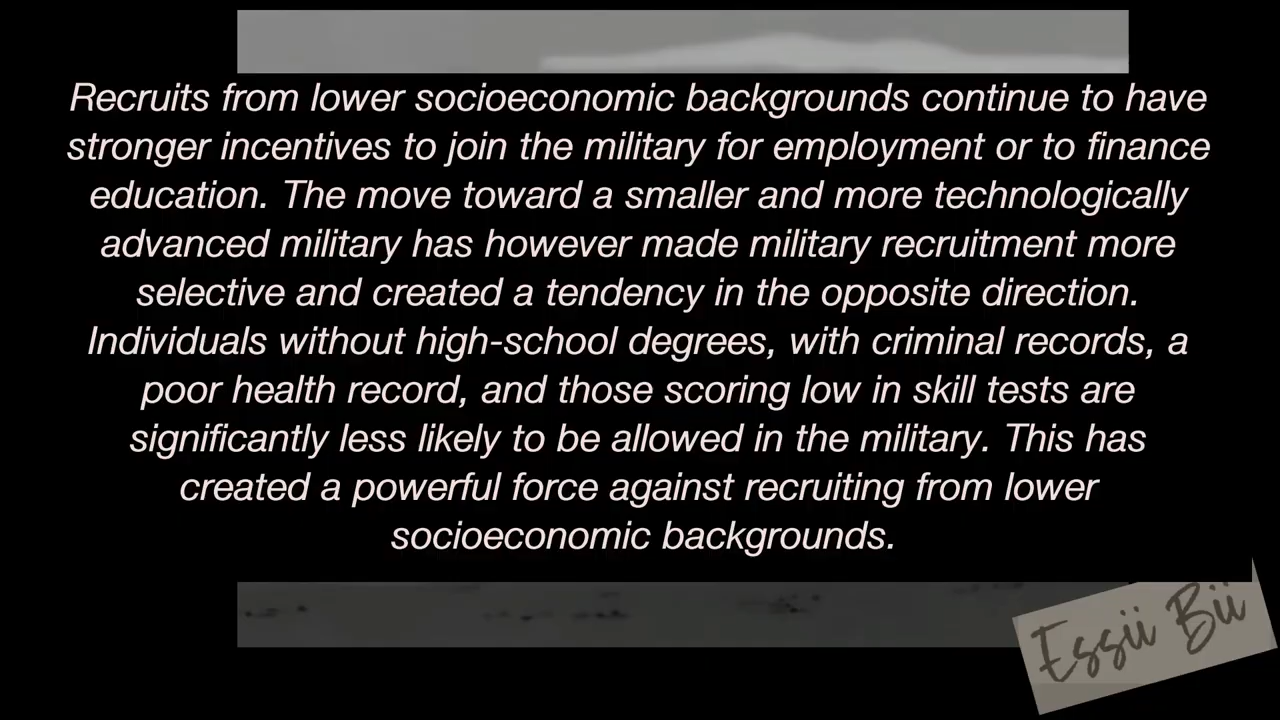 Recruits from lower socioeconomic backgrounds continue to have
stronger incentives to join the military for employment or to finance
education. The move toward a smaller and more technologically
advanced military has however made military recruitment more
selective and created a tendency in the opposite direction.
Individuals without high-school degrees, with criminal records, a
poor health record, and those scoring low in skill tests are
significantly less likely to be allowed in the military. This has
created a powerful force against recruiting from lower
socioeconomic backgrounds.
Essii Bii